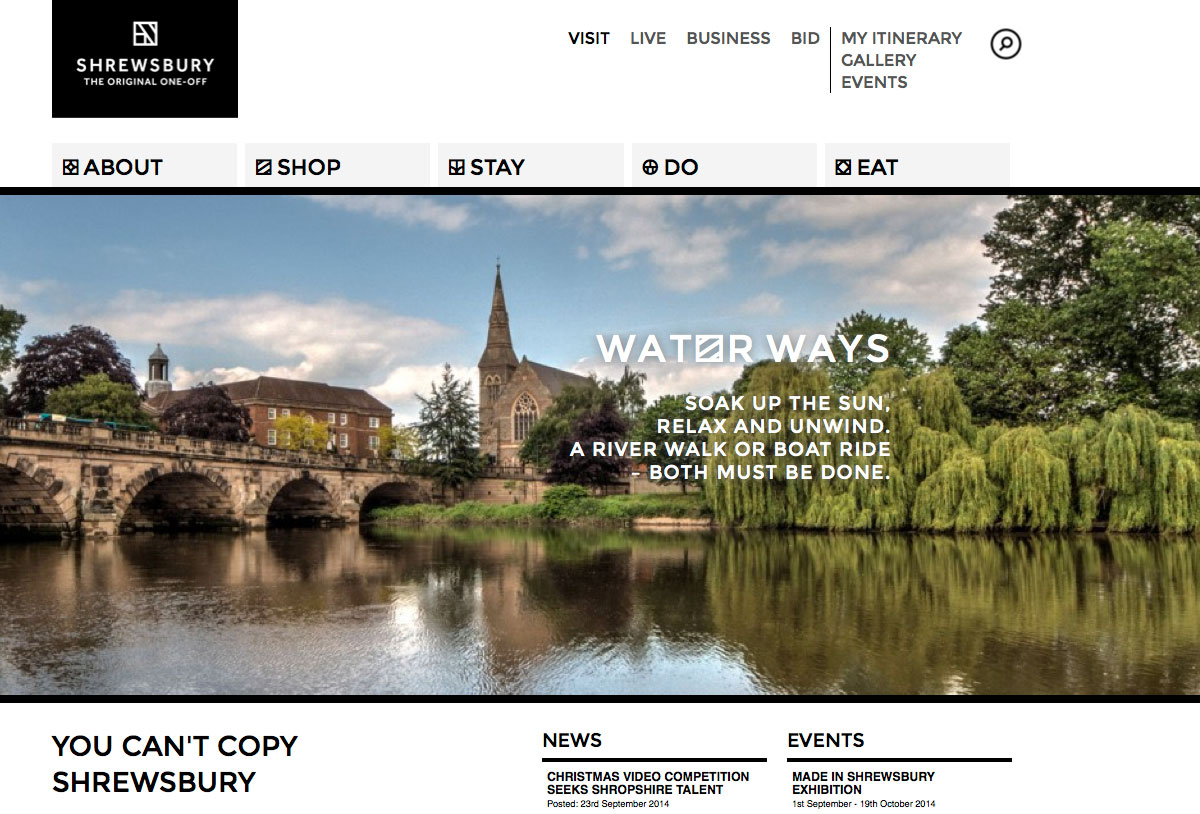 SHREWSBURY
THE ORIGINAL ONE-OFF
VISIT LIVE BUSINESS BID
MY ITINERARY
GALLERY
EVENTS
ABOUT SHOP STAY DO EAT
WATER WAYS
SOAK UP THE SUN,
RELAX AND UNWIND.
A RIVER WALK OR BOAT RIDE
– BOTH MUST BE DONE.
YOU CAN'T COPY
SHREWSBURY
NEWS
CHRISTMAS VIDEO COMPETITION
SEEKS SHROPSHIRE TALENT
Posted: 23rd September 2014
EVENTS
MADE IN SHREWSBURY
EXHIBITION
1st September - 19th October 2014